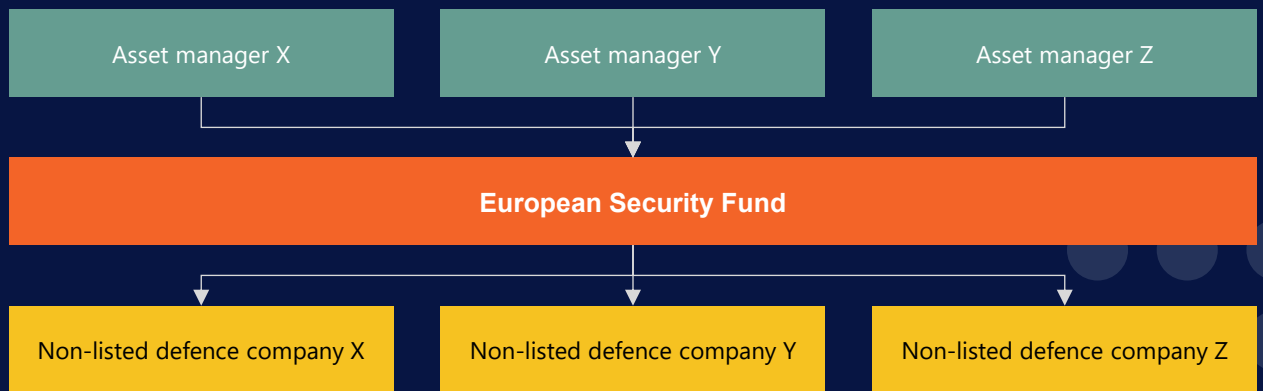 Asset manager X
Asset manager Y
Asset manager Z
European Security Fund
Non-listed defence company X
Non-listed defence company Y
Non-listed defence company Z